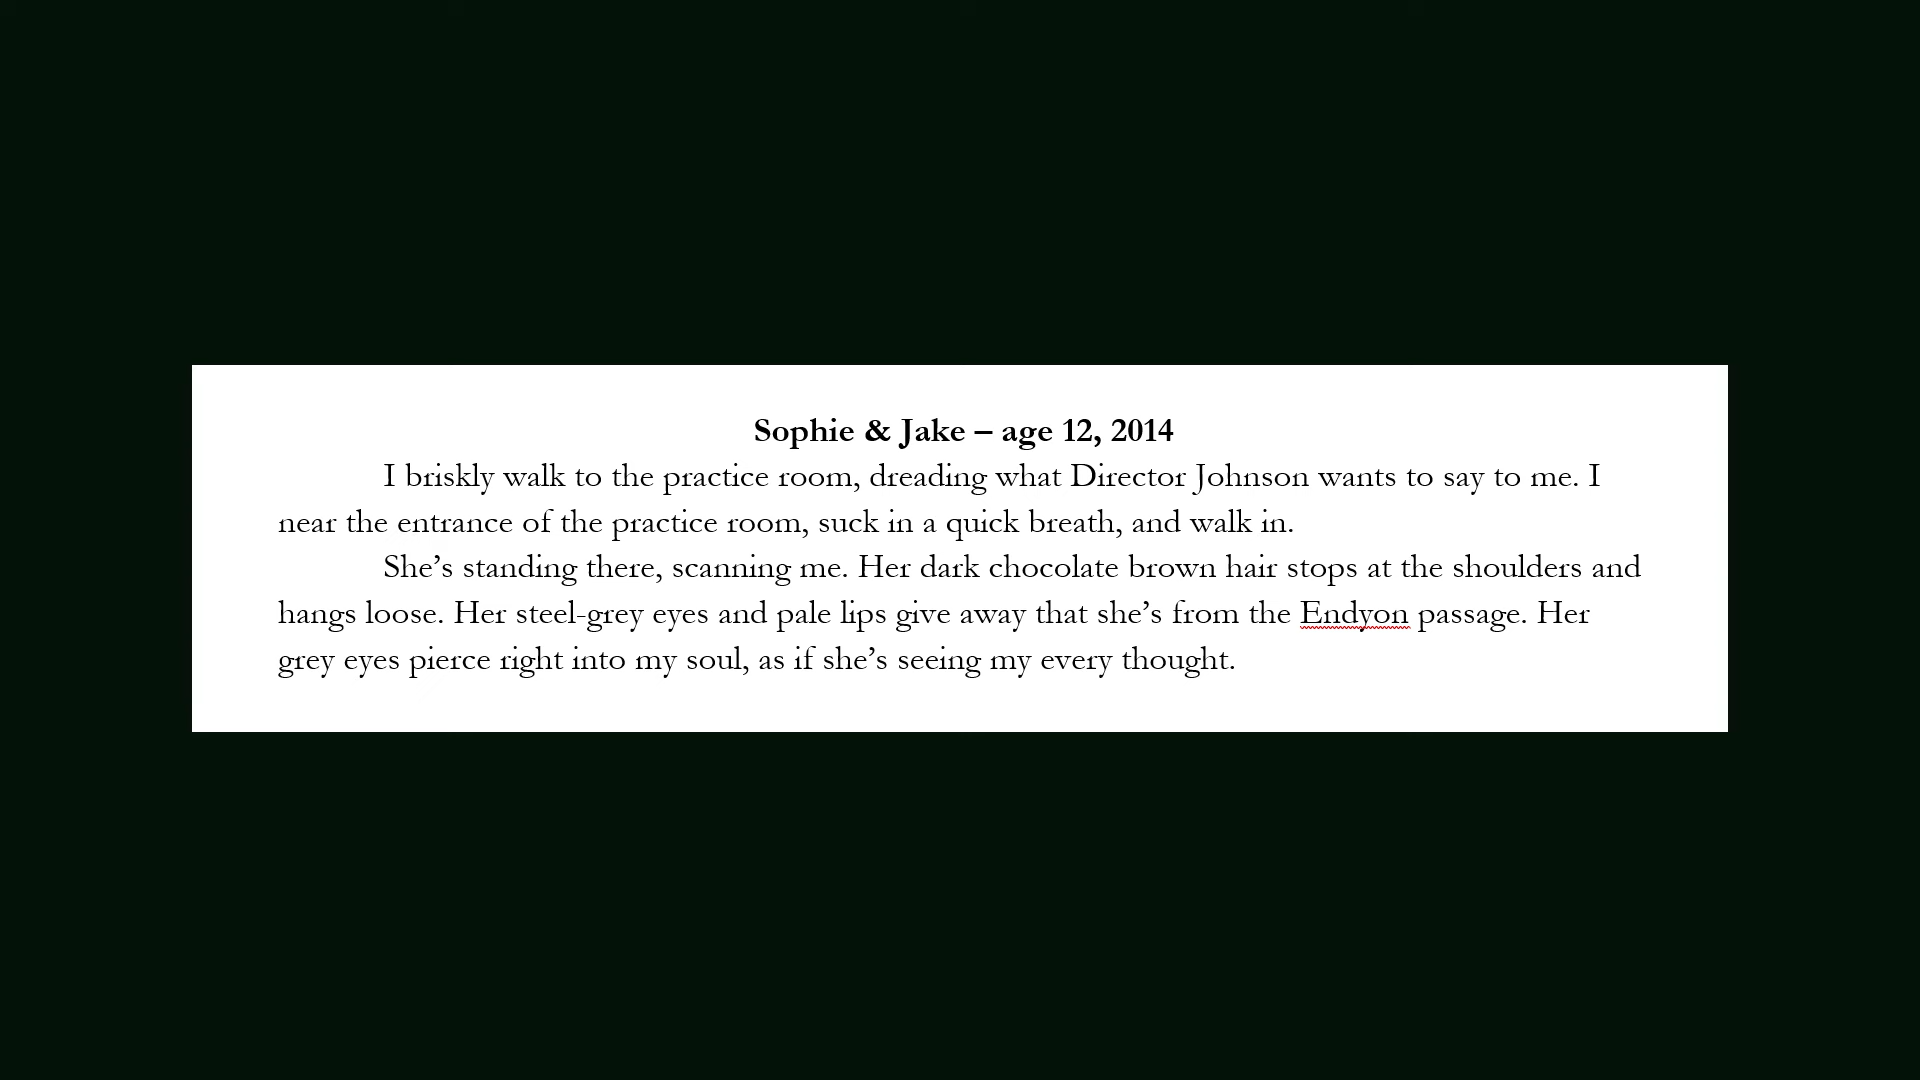 Sophie & Jake – age 12, 2014
I briskly walk to the practice room, dreading what Director Johnson wants to say to me. I
near the entrance of the practice room, suck in a quick breath, and walk in.
She’s standing there, scanning me. Her dark chocolate brown hair stops at the shoulders and
hangs loose. Her steel-grey eyes and pale lips give away that she’s from the Endyon passage. Her
grey eyes pierce right into my soul, as if she’s seeing my every thought.